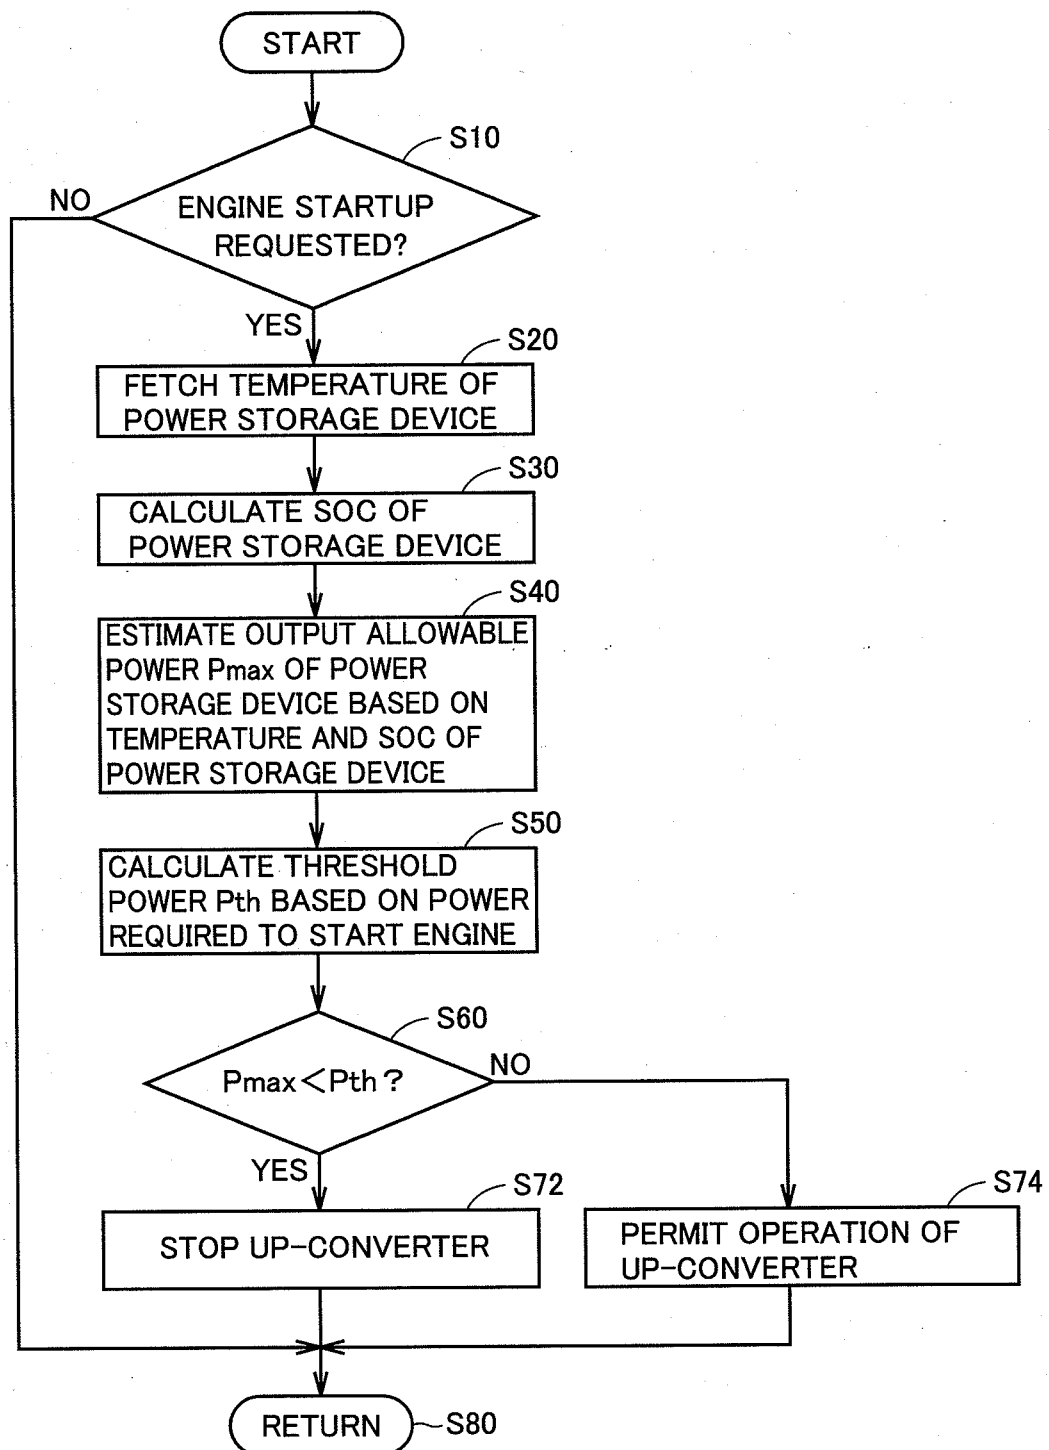 START
S10
NO
ENGINE STARTUP
REQUESTED?
YES
S20
FETCH TEMPERATURE OF
POWER STORAGE DEVICE
S30
CALCULATE SOC OF
POWER STORAGE DEVICE
S40
ESTIMATE OUTPUT ALLOWABLE
POWER Pmax OF POWER
STORAGE DEVICE BASED ON
TEMPERATURE AND SOC OF
POWER STORAGE DEVICE
S50
CALCULATE THRESHOLD
POWER Pth BASED ON POWER
REQUIRED TO START ENGINE
S60
Pmax<Pth?
NO
YES
S72
STOP UP-CONVERTER
S74
PERMIT OPERATION OF
UP-CONVERTER
RETURN
S80